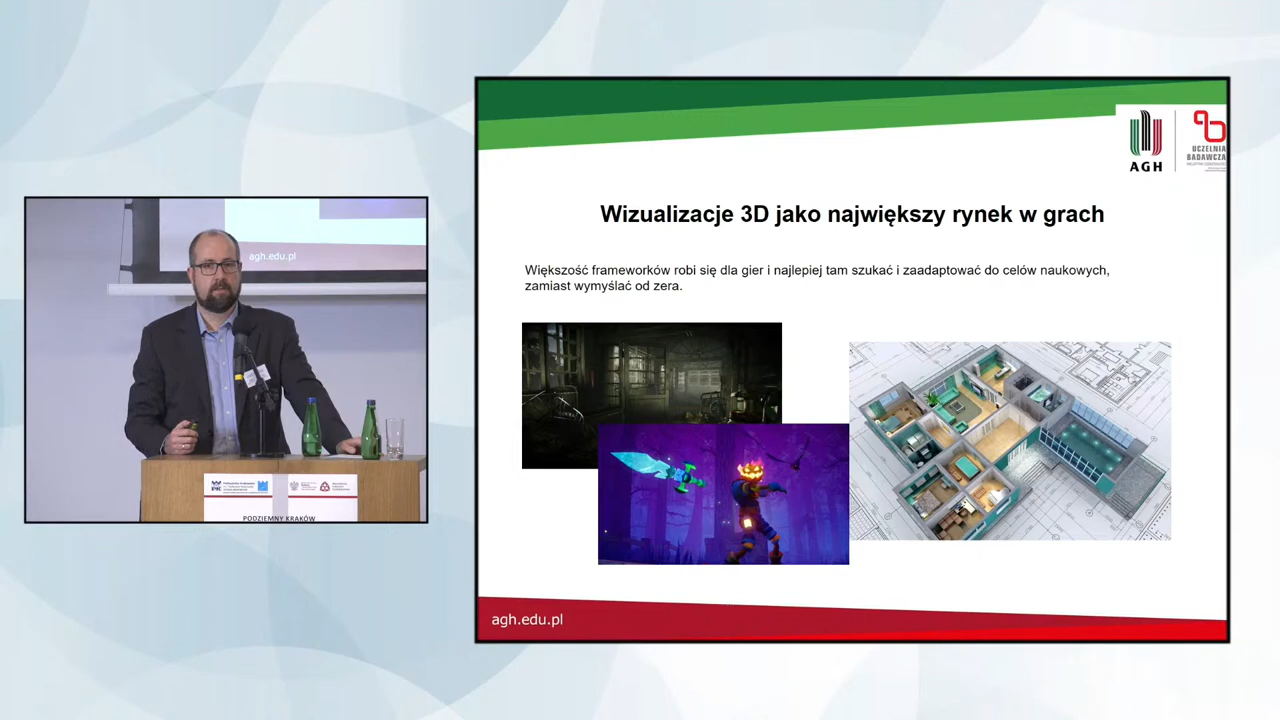 AGH
UCZELNIA
BADAWCZA
Wizualizacje 3D jako największy rynek w grach
Większość frameworków robi się dla gier i najlepiej tam szukać i zaadaptować do celów naukowych,
zamiast wymyślać od zera.
agh.edu.pl
PK
PODZIEMNY KRAKÓW
agh.edu.pl